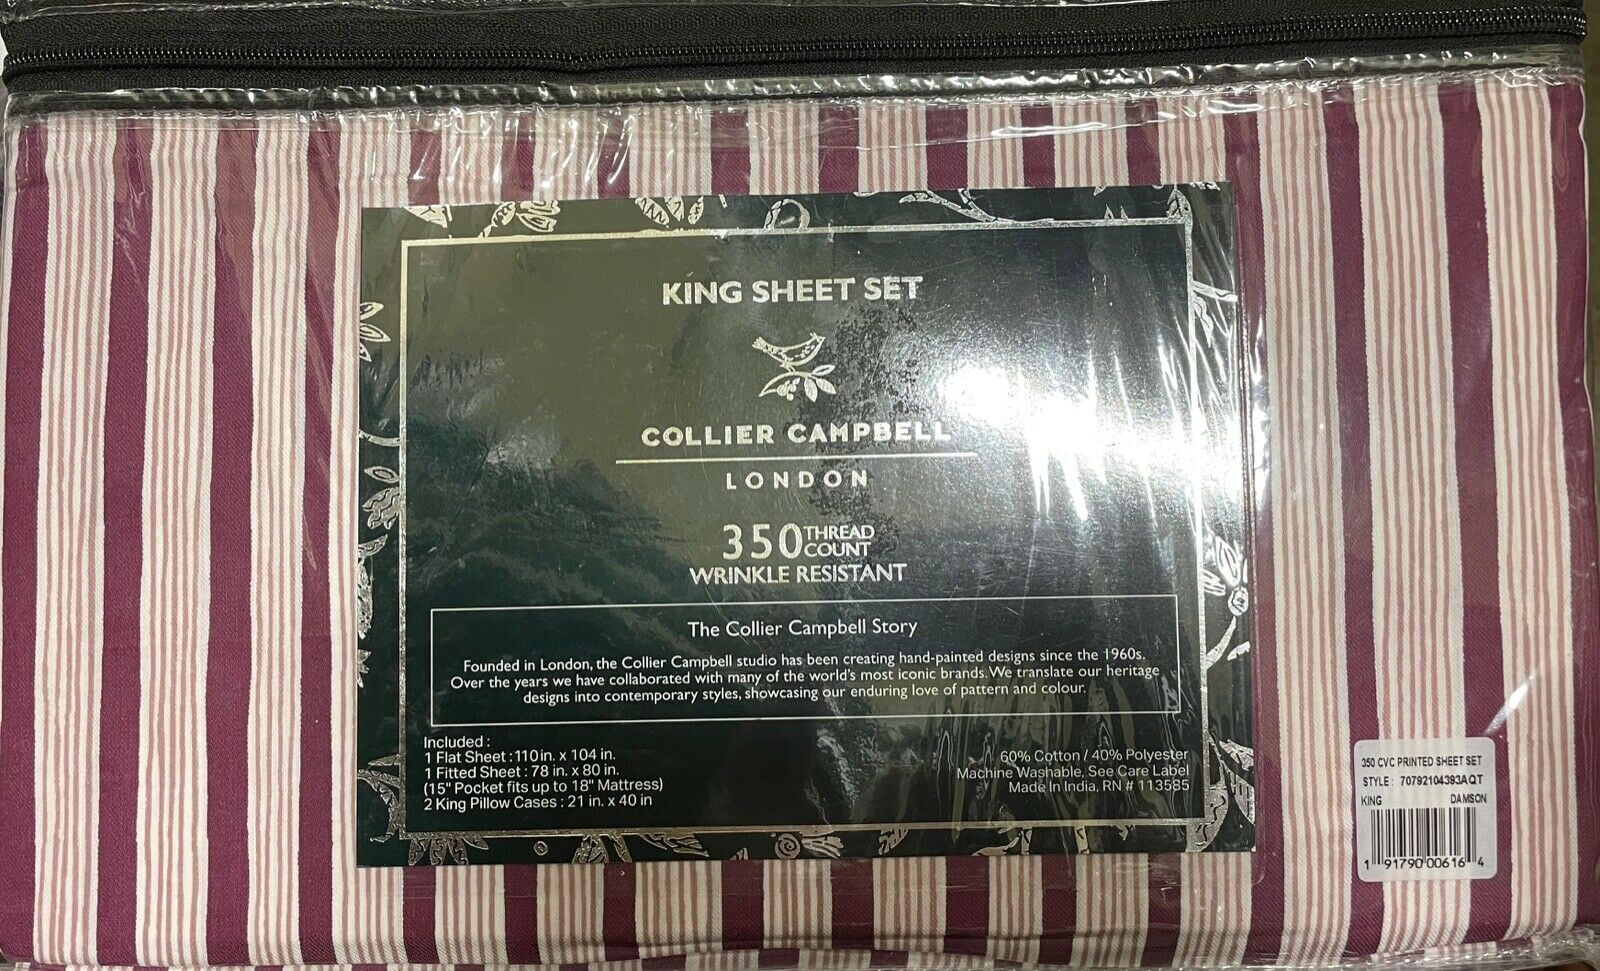 KING SHEET SET
COLLIER CAMPBELL
LONDON
350 THREAD
COUNT
WRINKLE RESISTANT
The Collier Campbell Story
Founded in London, the Collier Campbell studio has been creating hand-painted designs since the 1960s.
Over the years we have collaborated with many of the world's most iconic brands. We translate our heritage
designs into contemporary styles, showcasing our enduring love of pattern and colour.
Included :
1 Flat Sheet : 110 in. x 104 in.
1 Fitted Sheet : 78 in. x 80 in.
(15" Pocket fits up to 18" Mattress)
2 King Pillow Cases : 21 in. x 40 in
60% Cotton / 40% Polyester
Machine Washable, See Care Label
Made In India, RN # 113585
350 CVC PRINTED SHEET SET
STYLE : 70792104393AQT
KING DAMSON
1 91790 00616 4